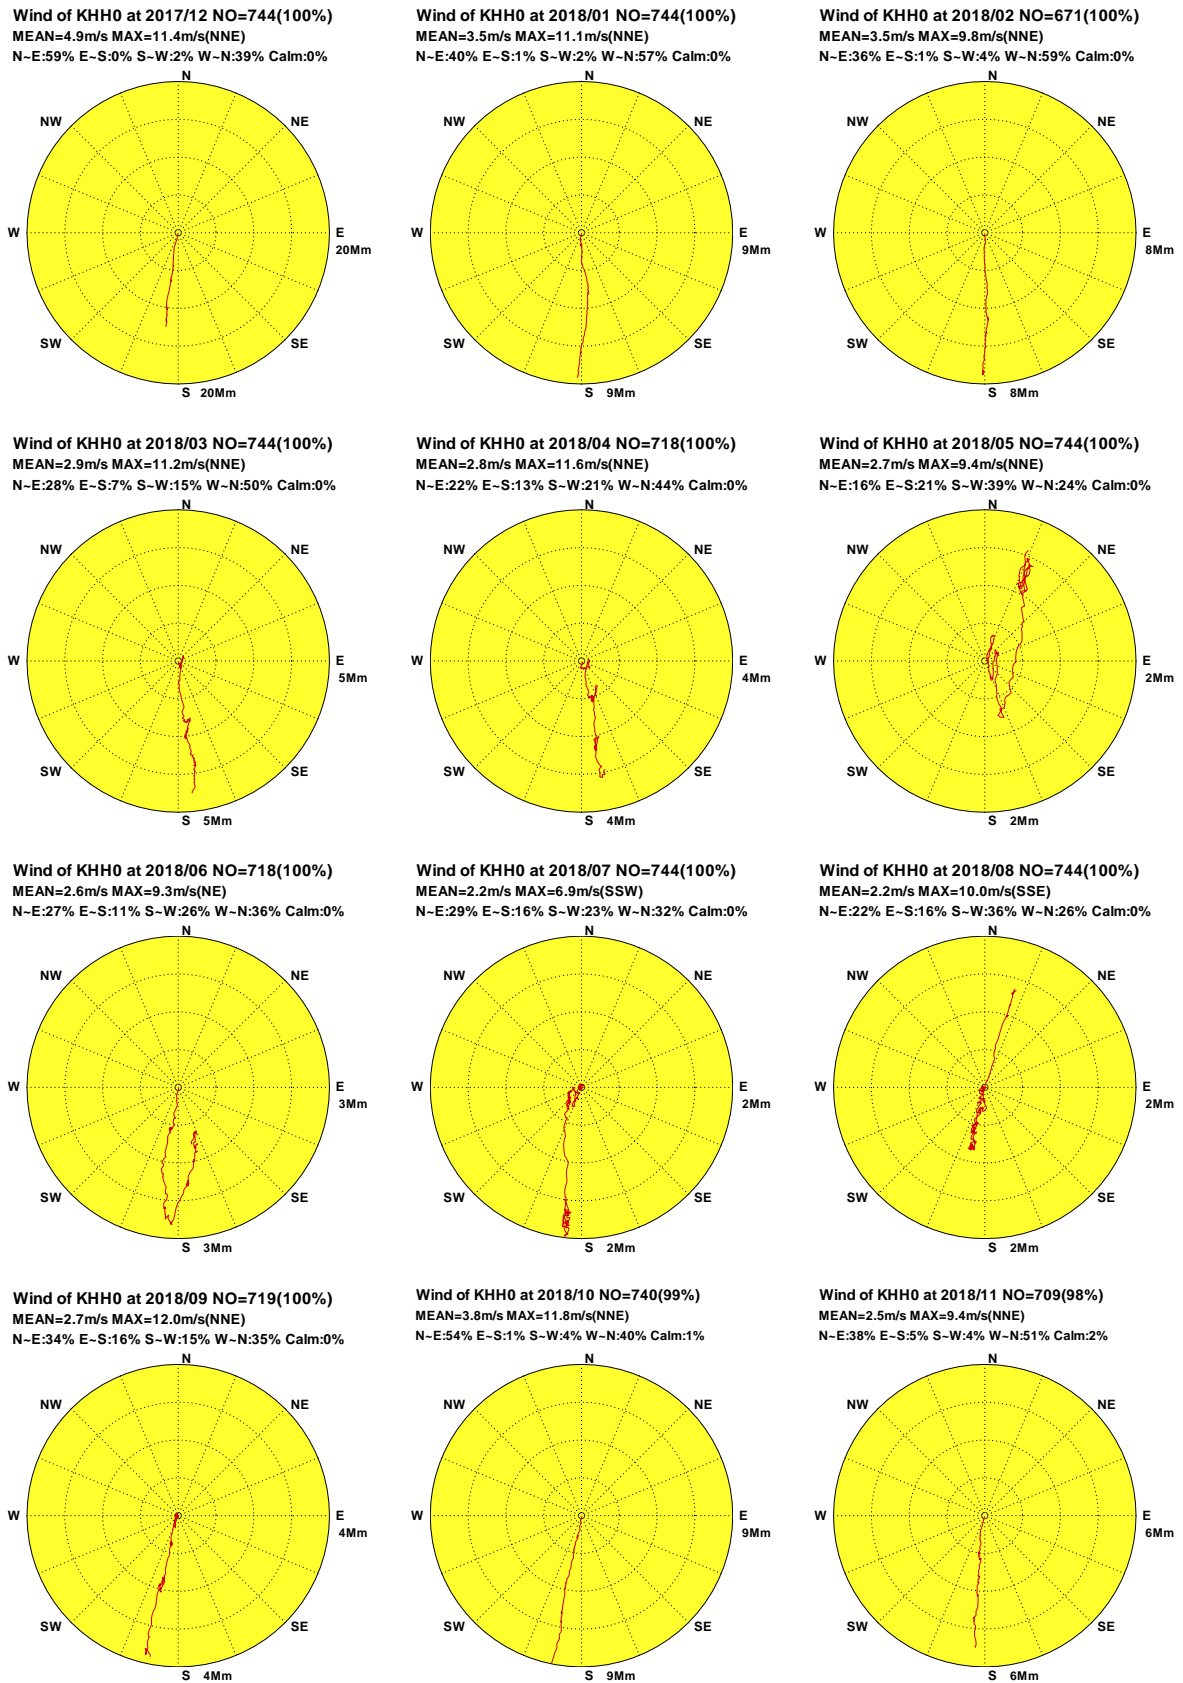 Wind of KHH0 at 2017/12 NO=744(100%)
MEAN=4.9m/s MAX=11.4m/s(NNE)
N~E:59% E~S:0% S~W:2% W~N:39% Calm:0%
N
NW
NE
W
E
20Mm
SW
SE
S 20Mm
Wind of KHH0 at 2018/01 NO=744(100%)
MEAN=3.5m/s MAX=11.1m/s(NNE)
N~E:40% E~S:1% S~W:2% W~N:57% Calm:0%
N
NW
NE
W
E
9Mm
SW
SE
S 9Mm
Wind of KHH0 at 2018/02 NO=671(100%)
MEAN=3.5m/s MAX=9.8m/s(NNE)
N~E:36% E~S:1% S~W:4% W~N:59% Calm:0%
N
NW
NE
W
E
8Mm
SW
SE
S 8Mm
Wind of KHH0 at 2018/03 NO=744(100%)
MEAN=2.9m/s MAX=11.2m/s(NNE)
N~E:28% E~S:7% S~W:15% W~N:50% Calm:0%
N
NW
NE
W
E
5Mm
SW
SE
S 5Mm
Wind of KHH0 at 2018/04 NO=718(100%)
MEAN=2.8m/s MAX=11.6m/s(NNE)
N~E:22% E~S:13% S~W:21% W~N:44% Calm:0%
N
NW
NE
W
E
4Mm
SW
SE
S 4Mm
Wind of KHH0 at 2018/05 NO=744(100%)
MEAN=2.7m/s MAX=9.4m/s(NNE)
N~E:16% E~S:21% S~W:39% W~N:24% Calm:0%
N
NW
NE
W
E
2Mm
SW
SE
S 2Mm
Wind of KHH0 at 2018/06 NO=718(100%)
MEAN=2.6m/s MAX=9.3m/s(NE)
N~E:27% E~S:11% S~W:26% W~N:36% Calm:0%
N
NW
NE
W
E
3Mm
SW
SE
S 3Mm
Wind of KHH0 at 2018/07 NO=744(100%)
MEAN=2.2m/s MAX=6.9m/s(SSW)
N~E:29% E~S:16% S~W:23% W~N:32% Calm:0%
N
NW
NE
W
E
2Mm
SW
SE
S 2Mm
Wind of KHH0 at 2018/08 NO=744(100%)
MEAN=2.2m/s MAX=10.0m/s(SSE)
N~E:22% E~S:16% S~W:36% W~N:26% Calm:0%
N
NW
NE
W
E
2Mm
SW
SE
S 2Mm
Wind of KHH0 at 2018/09 NO=719(100%)
MEAN=2.7m/s MAX=12.0m/s(NNE)
N~E:34% E~S:16% S~W:15% W~N:35% Calm:0%
N
NW
NE
W
E
4Mm
SW
SE
S 4Mm
Wind of KHH0 at 2018/10 NO=740(99%)
MEAN=3.8m/s MAX=11.8m/s(NNE)
N~E:54% E~S:1% S~W:4% W~N:40% Calm:1%
N
NW
NE
W
E
9Mm
SW
SE
S 9Mm
Wind of KHH0 at 2018/11 NO=709(98%)
MEAN=2.5m/s MAX=9.4m/s(NNE)
N~E:38% E~S:5% S~W:4% W~N:51% Calm:2%
N
NW
NE
W
E
6Mm
SW
SE
S 6Mm